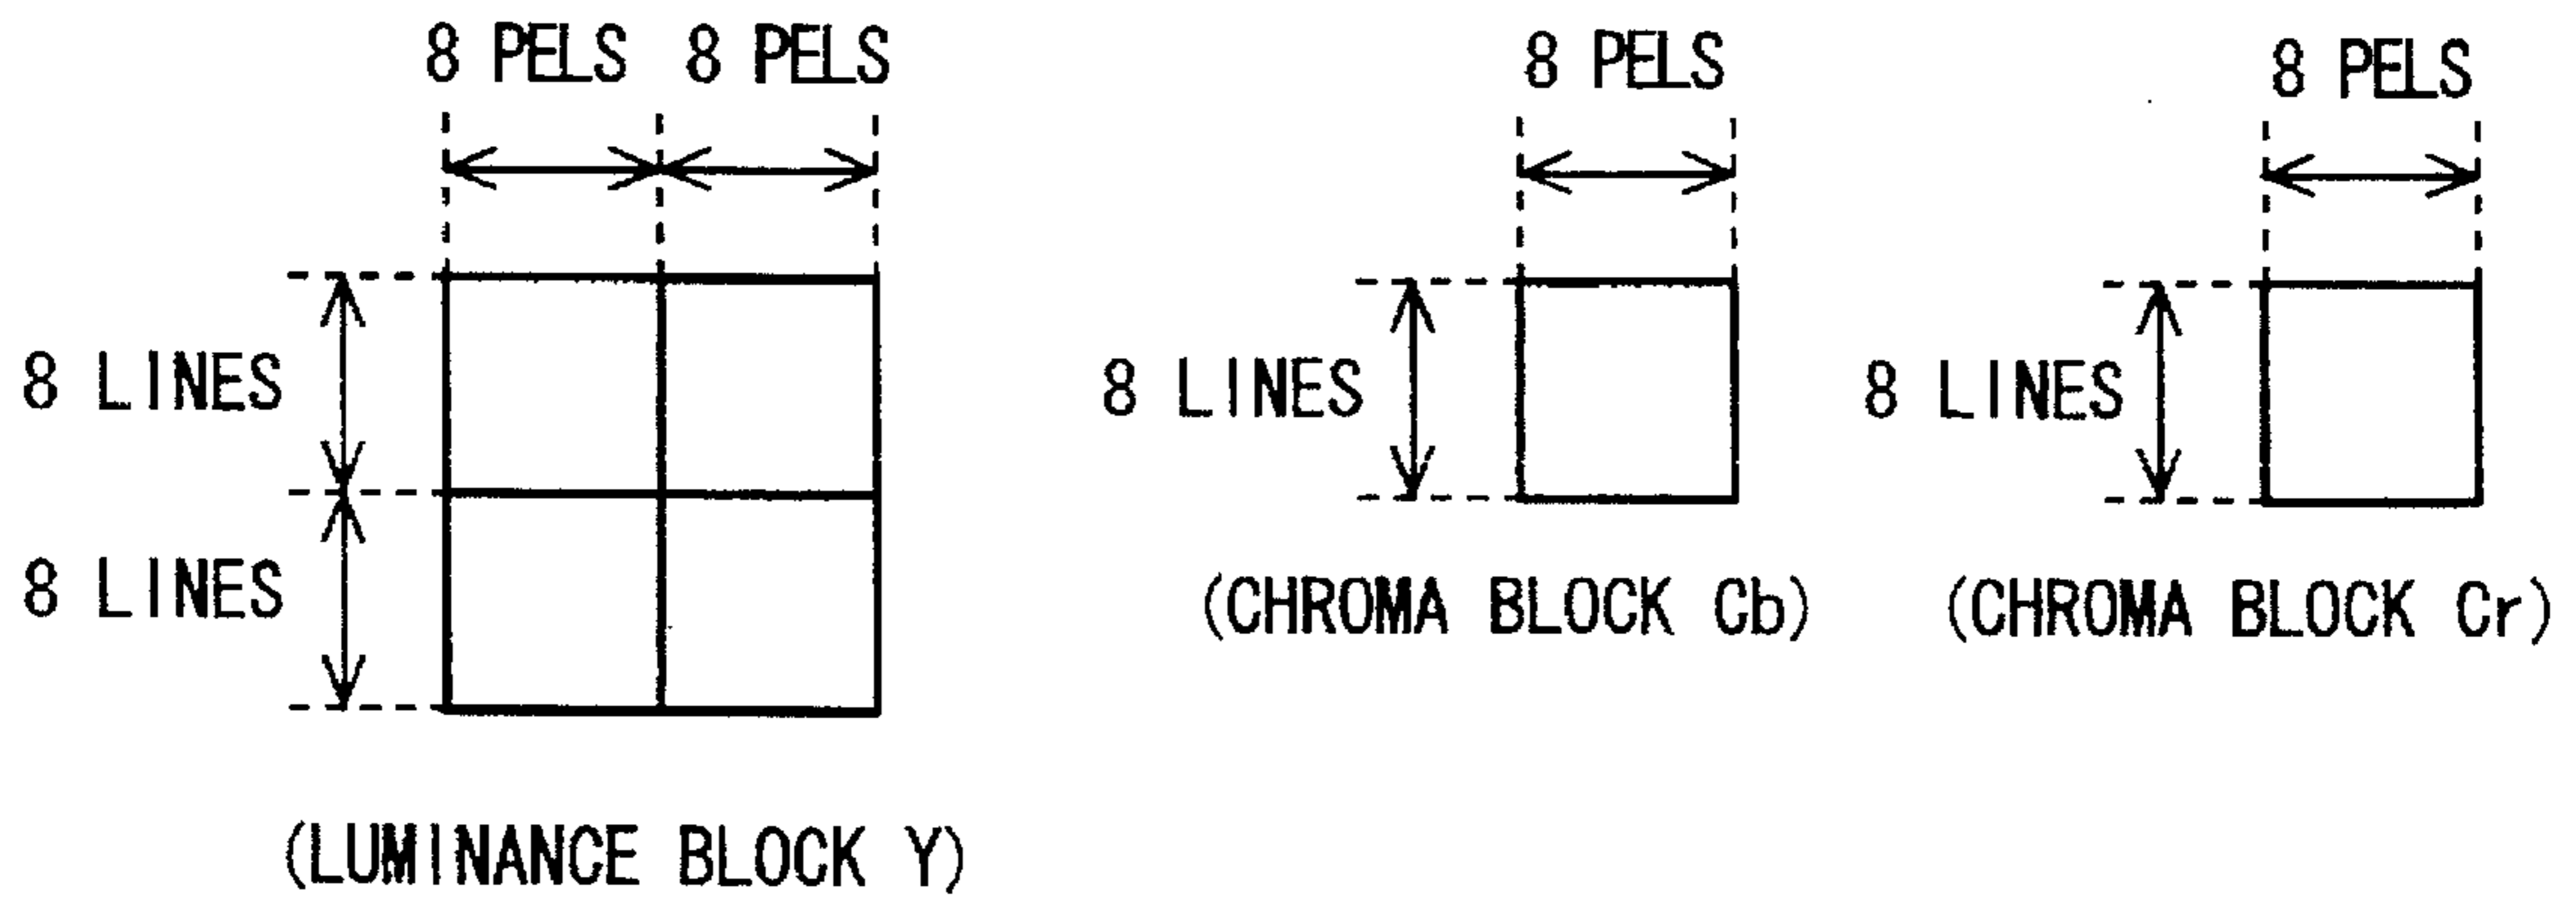 8 PELS 8 PELS
8 LINES
8 LINES
(LUMINANCE BLOCK Y)
8 PELS
8 LINES
(CHROMA BLOCK Cb)
8 PELS
8 LINES
(CHROMA BLOCK Cr)